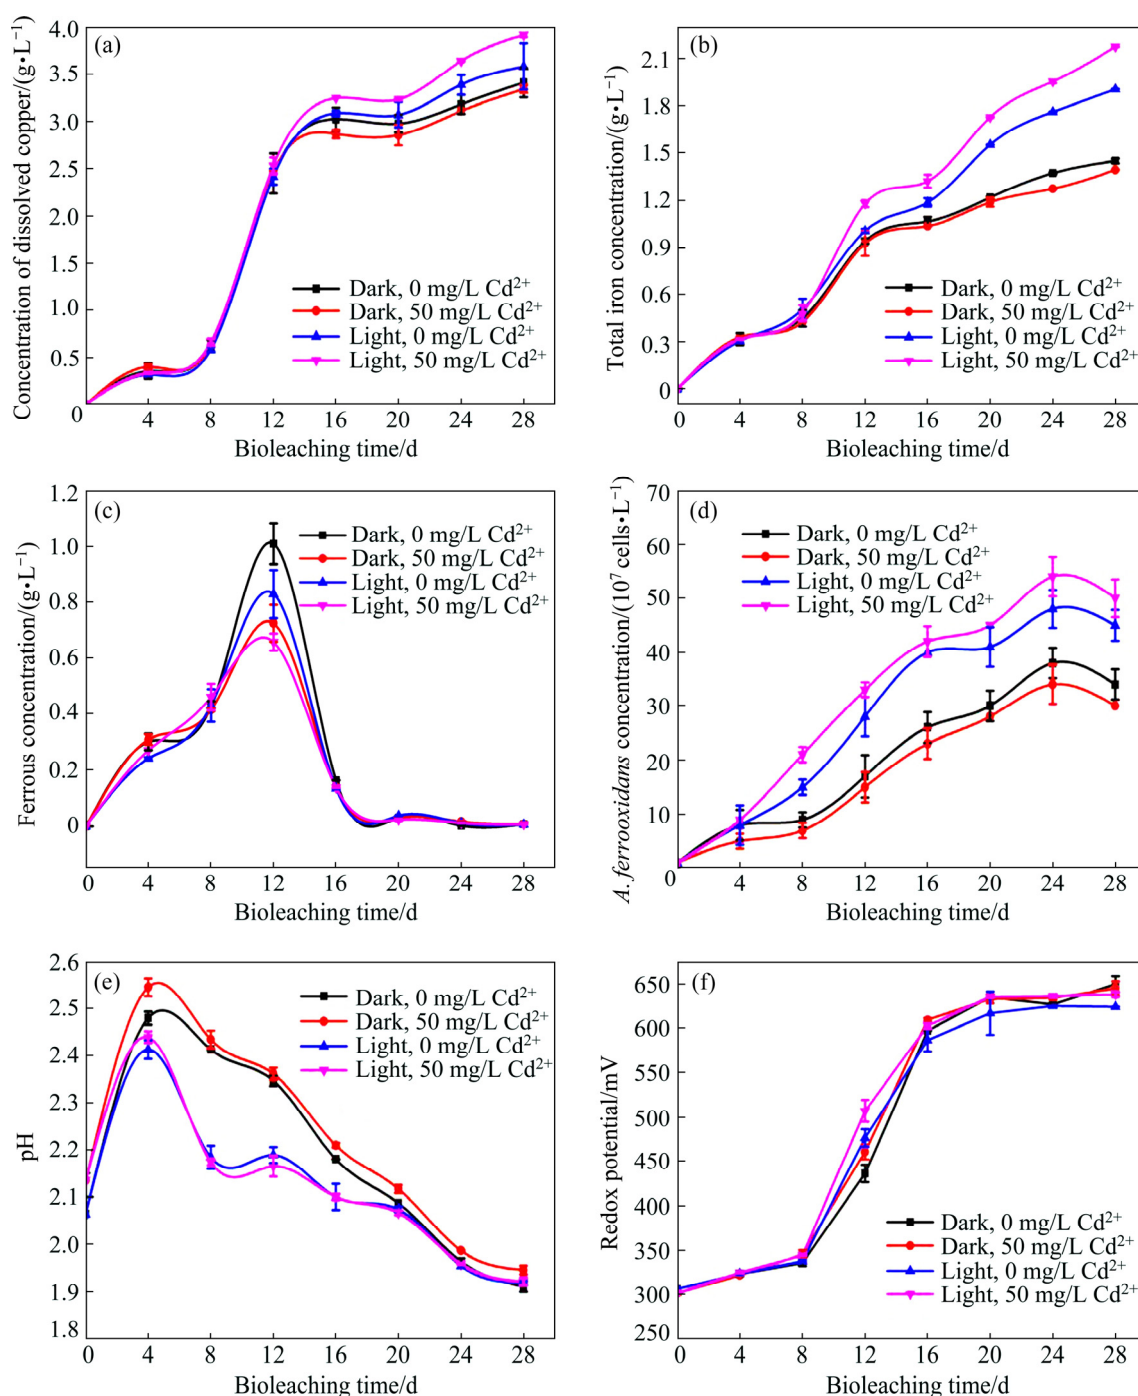 (a)
Concentration of dissolved copper/(g•L⁻¹)
4.0
3.5
3.0
2.5
2.0
1.5
1.0
0.5
Dark, 0 mg/L Cd²⁺
Dark, 50 mg/L Cd²⁺
Light, 0 mg/L Cd²⁺
Light, 50 mg/L Cd²⁺
0 4 8 12 16 20 24 28
Bioleaching time/d
(b)
Total iron concentration/(g•L⁻¹)
2.1
1.8
1.5
1.2
0.9
0.6
0.3
0
Dark, 0 mg/L Cd²⁺
Dark, 50 mg/L Cd²⁺
Light, 0 mg/L Cd²⁺
Light, 50 mg/L Cd²⁺
0 4 8 12 16 20 24 28
Bioleaching time/d
(c)
Ferrous concentration/(g•L⁻¹)
1.2
1.0
0.8
0.6
0.4
0.2
0
Dark, 0 mg/L Cd²⁺
Dark, 50 mg/L Cd²⁺
Light, 0 mg/L Cd²⁺
Light, 50 mg/L Cd²⁺
0 4 8 12 16 20 24 28
Bioleaching time/d
(d)
A. ferrooxidans concentration/(10⁷ cells•L⁻¹)
70
60
50
40
30
20
10
Dark, 0 mg/L Cd²⁺
Dark, 50 mg/L Cd²⁺
Light, 0 mg/L Cd²⁺
Light, 50 mg/L Cd²⁺
0 4 8 12 16 20 24 28
Bioleaching time/d
(e)
pH
2.6
2.5
2.4
2.3
2.2
2.1
2.0
1.9
1.8
Dark, 0 mg/L Cd²⁺
Dark, 50 mg/L Cd²⁺
Light, 0 mg/L Cd²⁺
Light, 50 mg/L Cd²⁺
0 4 8 12 16 20 24 28
Bioleaching time/d
(f)
Redox potential/mV
650
600
550
500
450
400
350
300
250
Dark, 0 mg/L Cd²⁺
Dark, 50 mg/L Cd²⁺
Light, 0 mg/L Cd²⁺
Light, 50 mg/L Cd²⁺
0 4 8 12 16 20 24 28
Bioleaching time/d